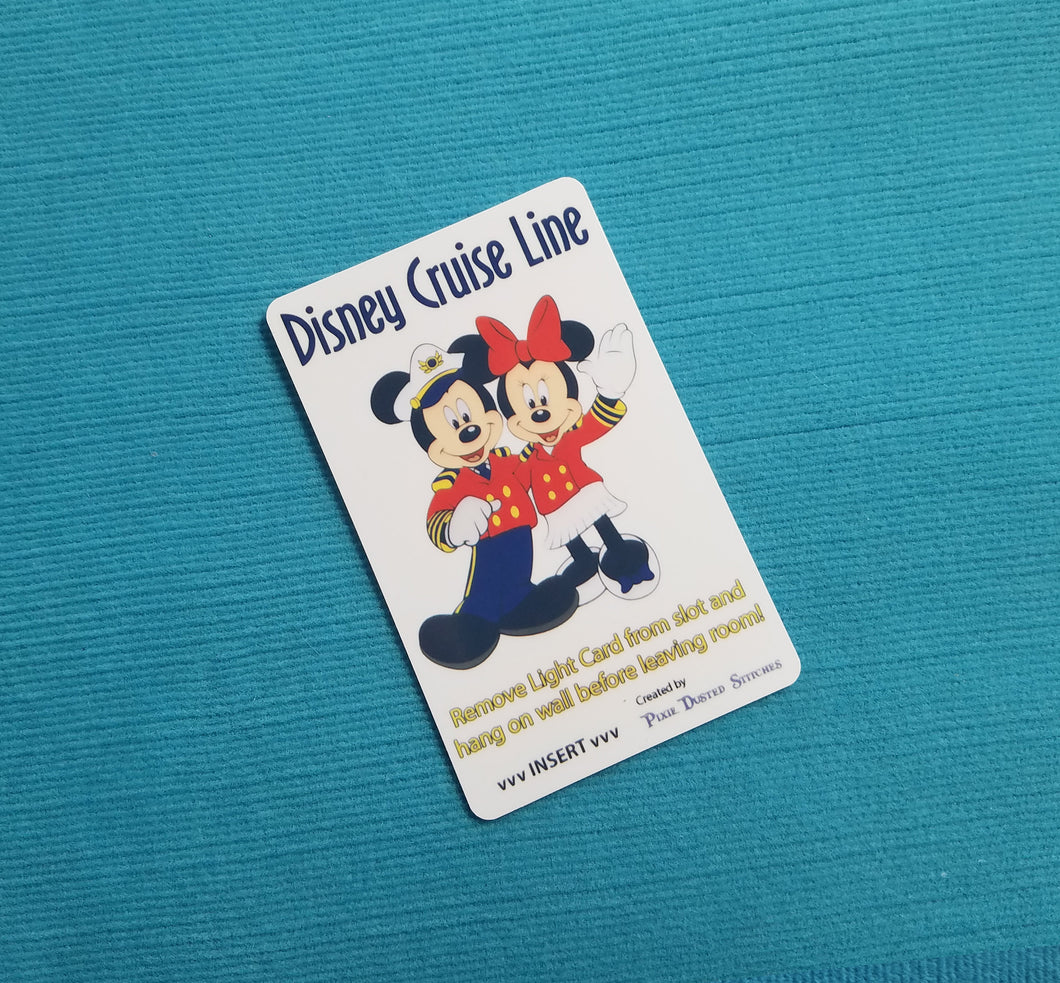 Disney Cruise Line
Remove Light Card from slot and
hang on wall before leaving room!
Created by
Pixie Dusted Stitches
vvv INSERT vvv